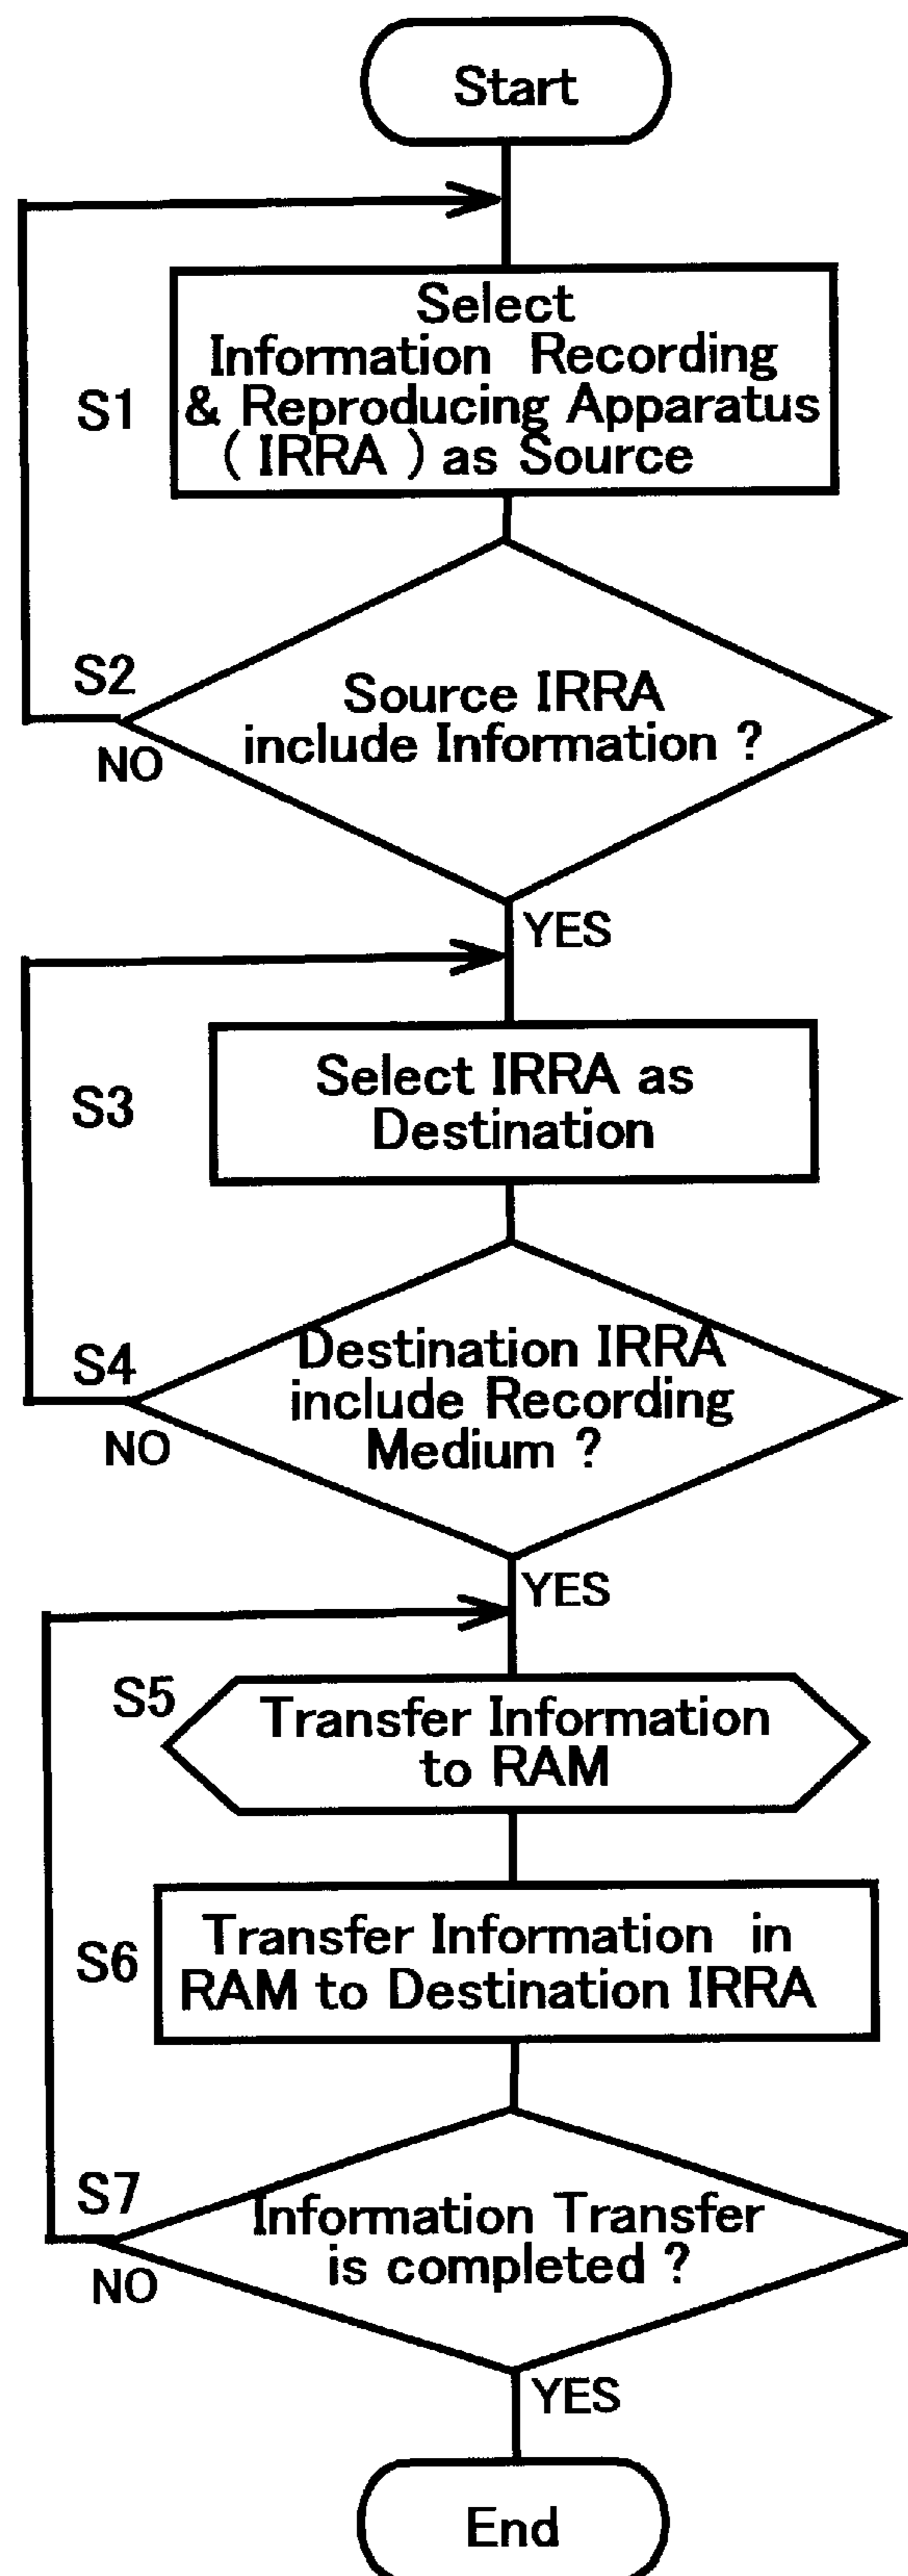 Start
Select
Information Recording
S1
& Reproducing Apparatus
( IRRA ) as Source
S2
Source IRRA
include Information ?
NO
YES
Select IRRA as
S3
Destination
Destination IRRA
S4
include Recording
NO
Medium ?
YES
S5
Transfer Information
to RAM
Transfer Information in
S6
RAM to Destination IRRA
S7
Information Transfer
is completed ?
NO
YES
End